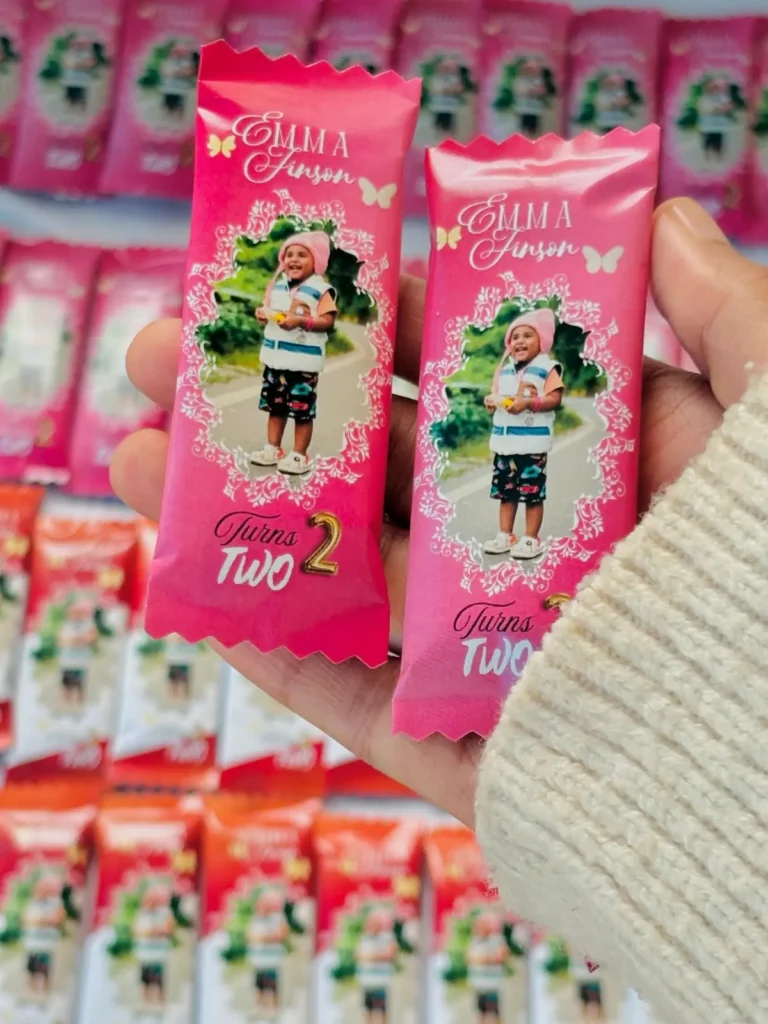 EMMA
Jinson
Turns
TWO 2
EMMA
Jinson
Turns
TWO